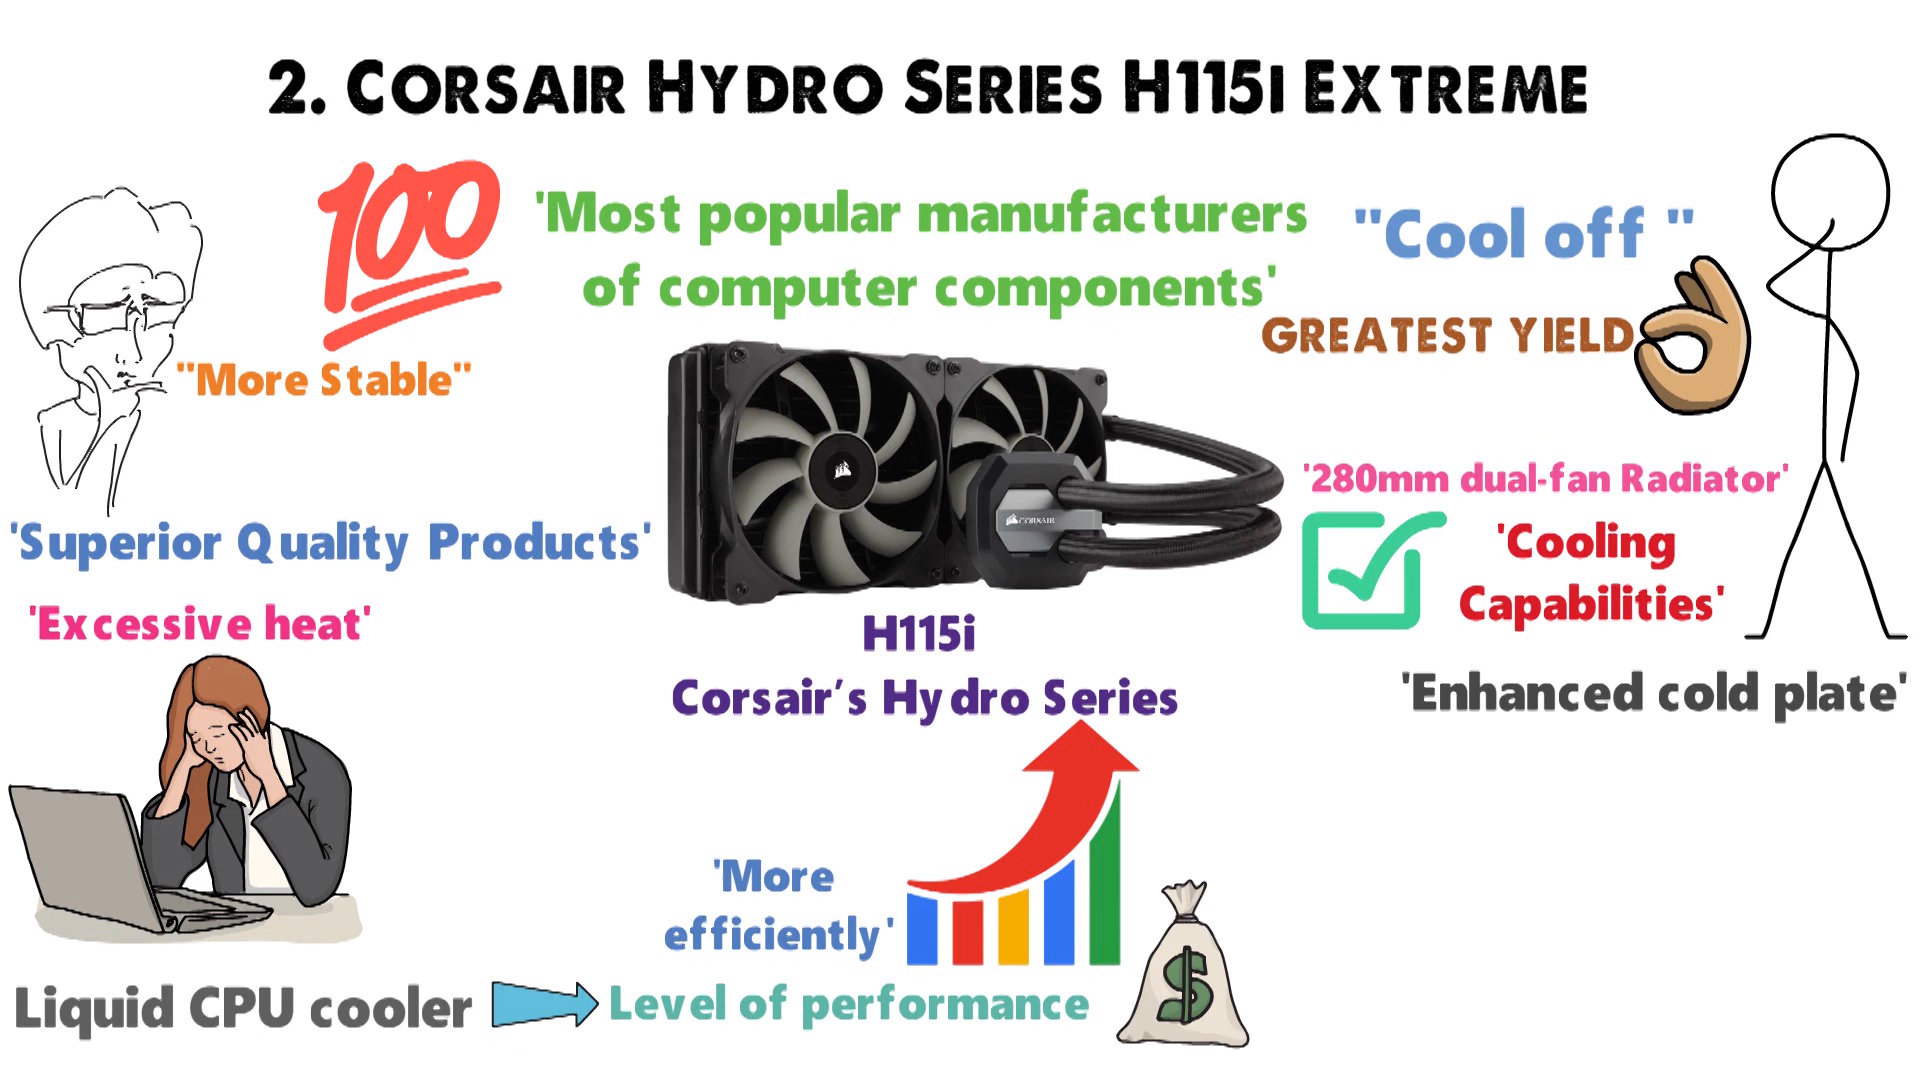 2. CORSAIR HYDRO SERIES H115I EXTREME
100
'Most popular manufacturers
of computer components'
"Cool off "
GREATEST YIELD
"More Stable"
'280mm dual-fan Radiator'
'Superior Quality Products'
'Cooling
Capabilities'
CORSAIR
'Excessive heat'
H115i
Corsair's Hydro Series
'Enhanced cold plate'
'More
efficiently'
$
Liquid CPU cooler
Level of performance